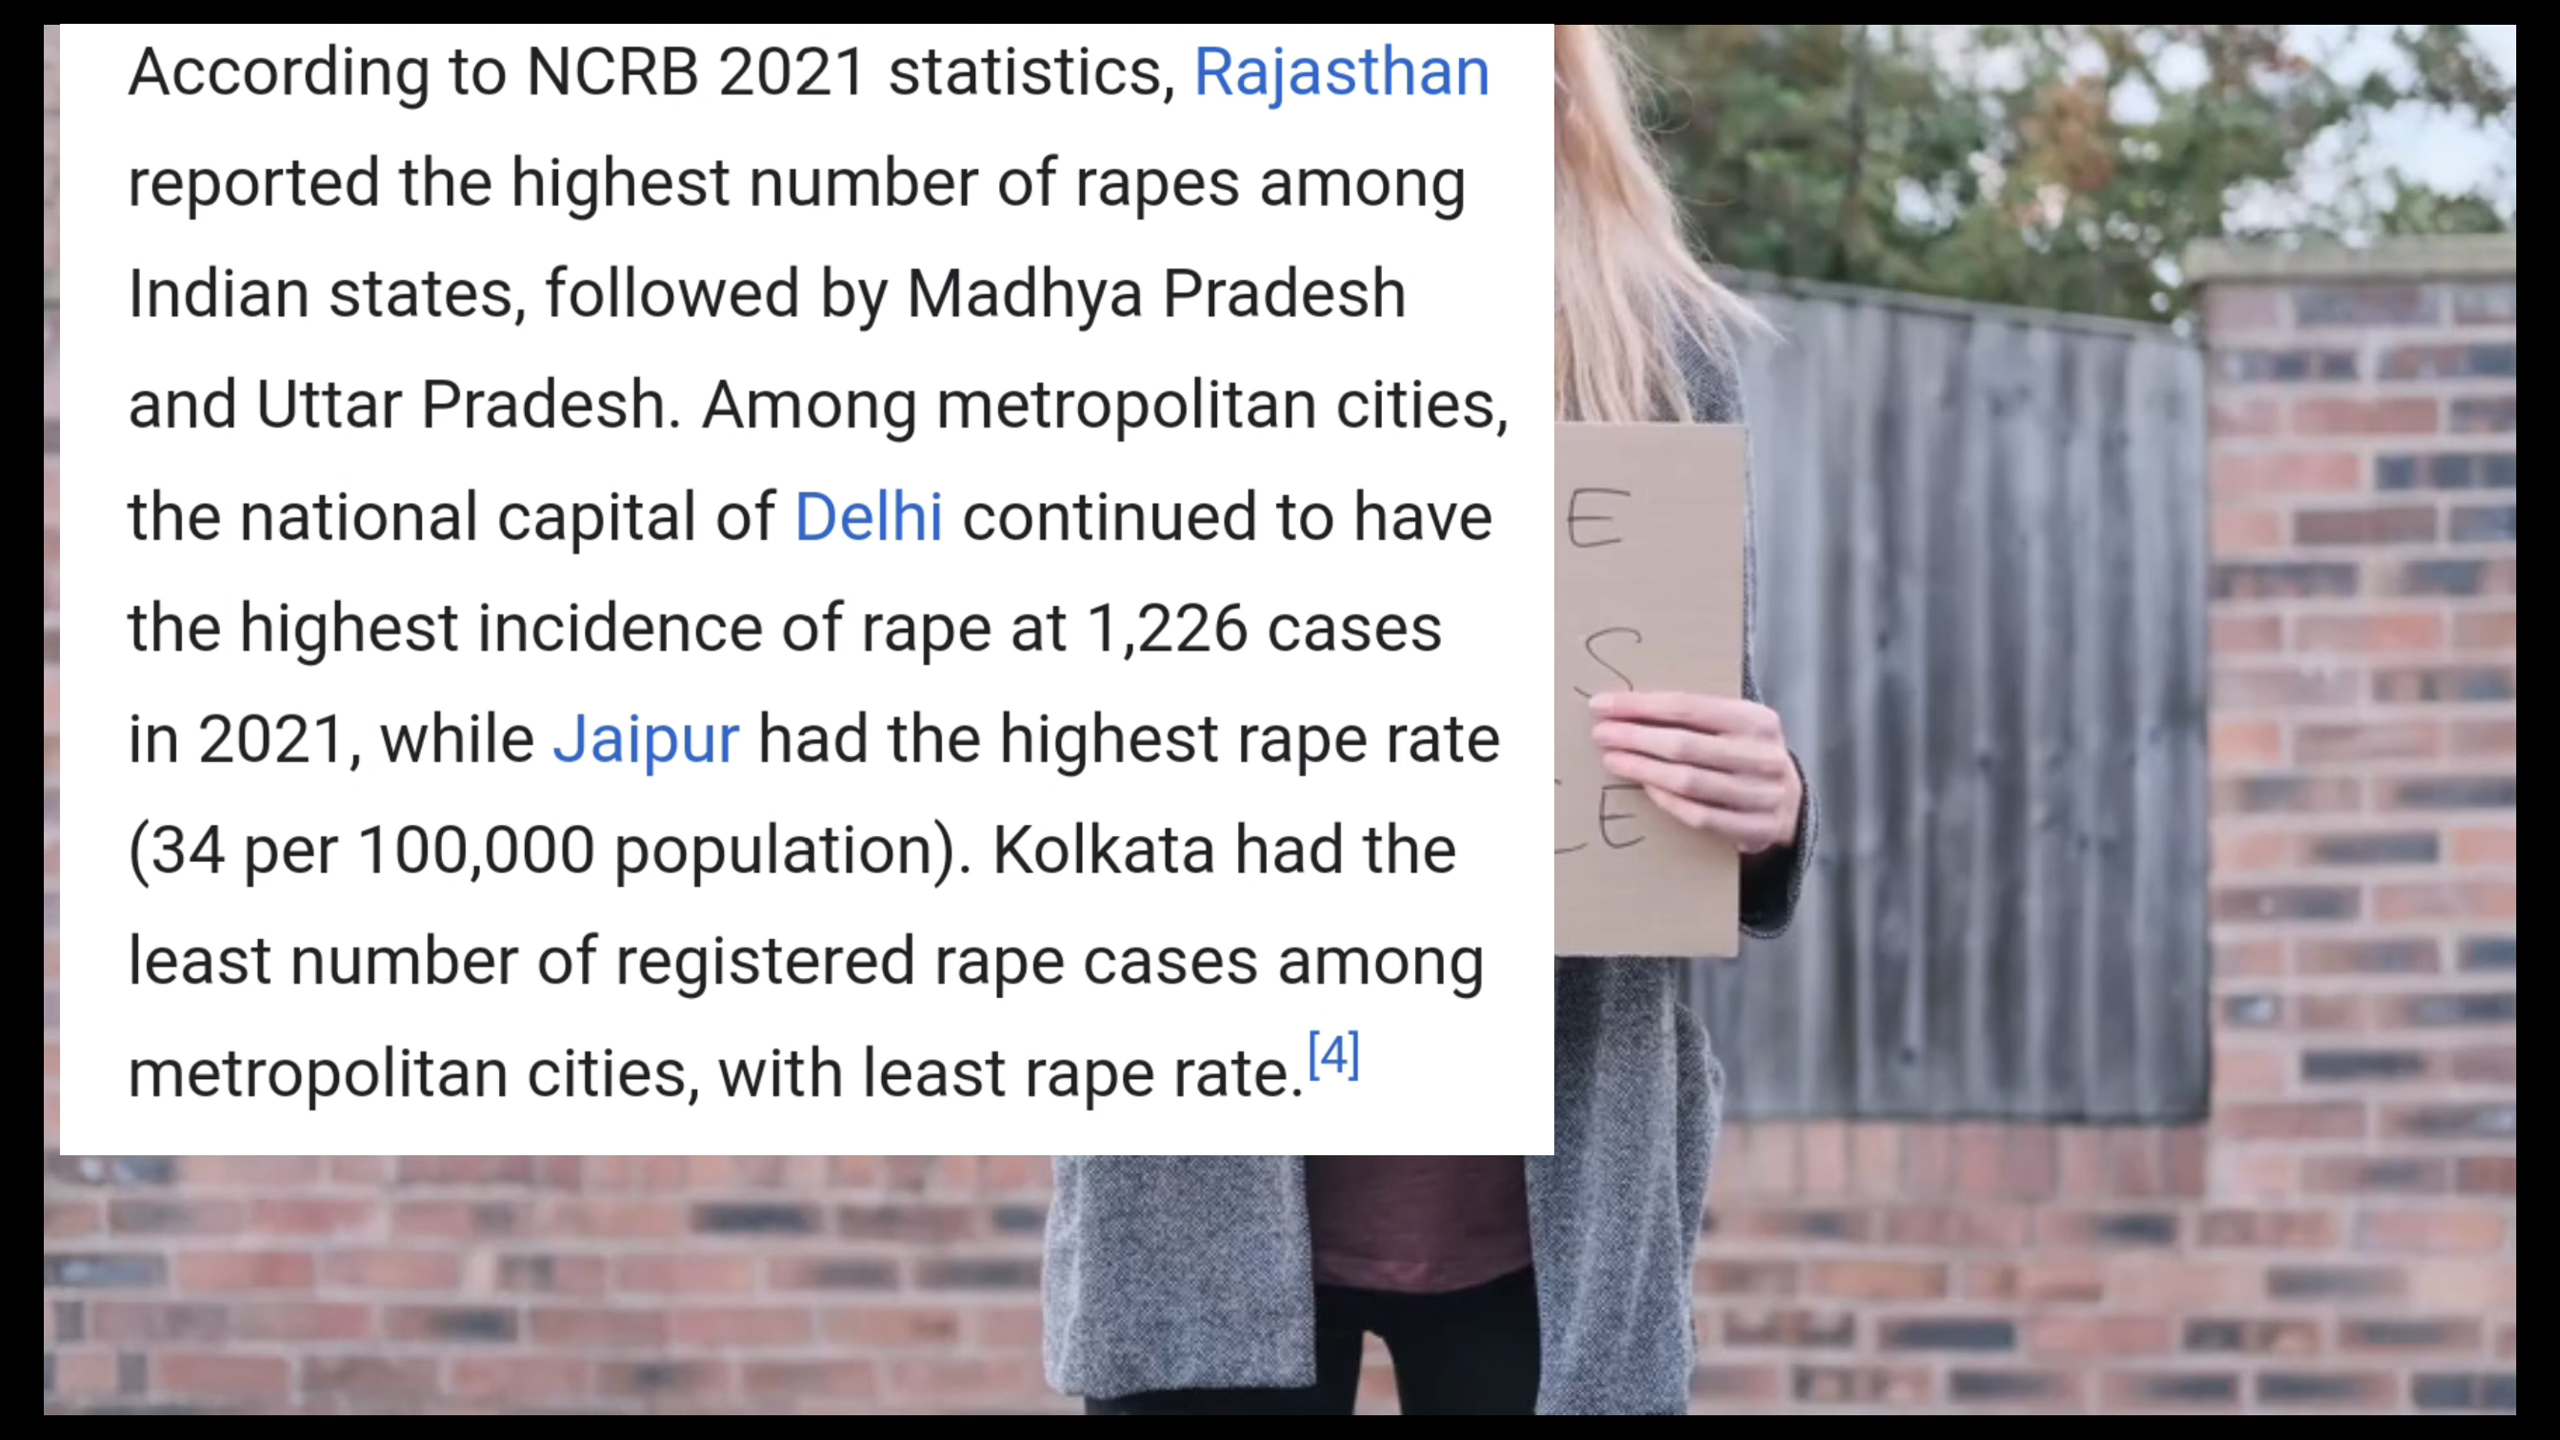 According to NCRB 2021 statistics, Rajasthan
reported the highest number of rapes among
Indian states, followed by Madhya Pradesh
and Uttar Pradesh. Among metropolitan cities,
the national capital of Delhi continued to have
the highest incidence of rape at 1,226 cases
in 2021, while Jaipur had the highest rape rate
(34 per 100,000 population). Kolkata had the
least number of registered rape cases among
metropolitan cities, with least rape rate.[4]
E
S
E